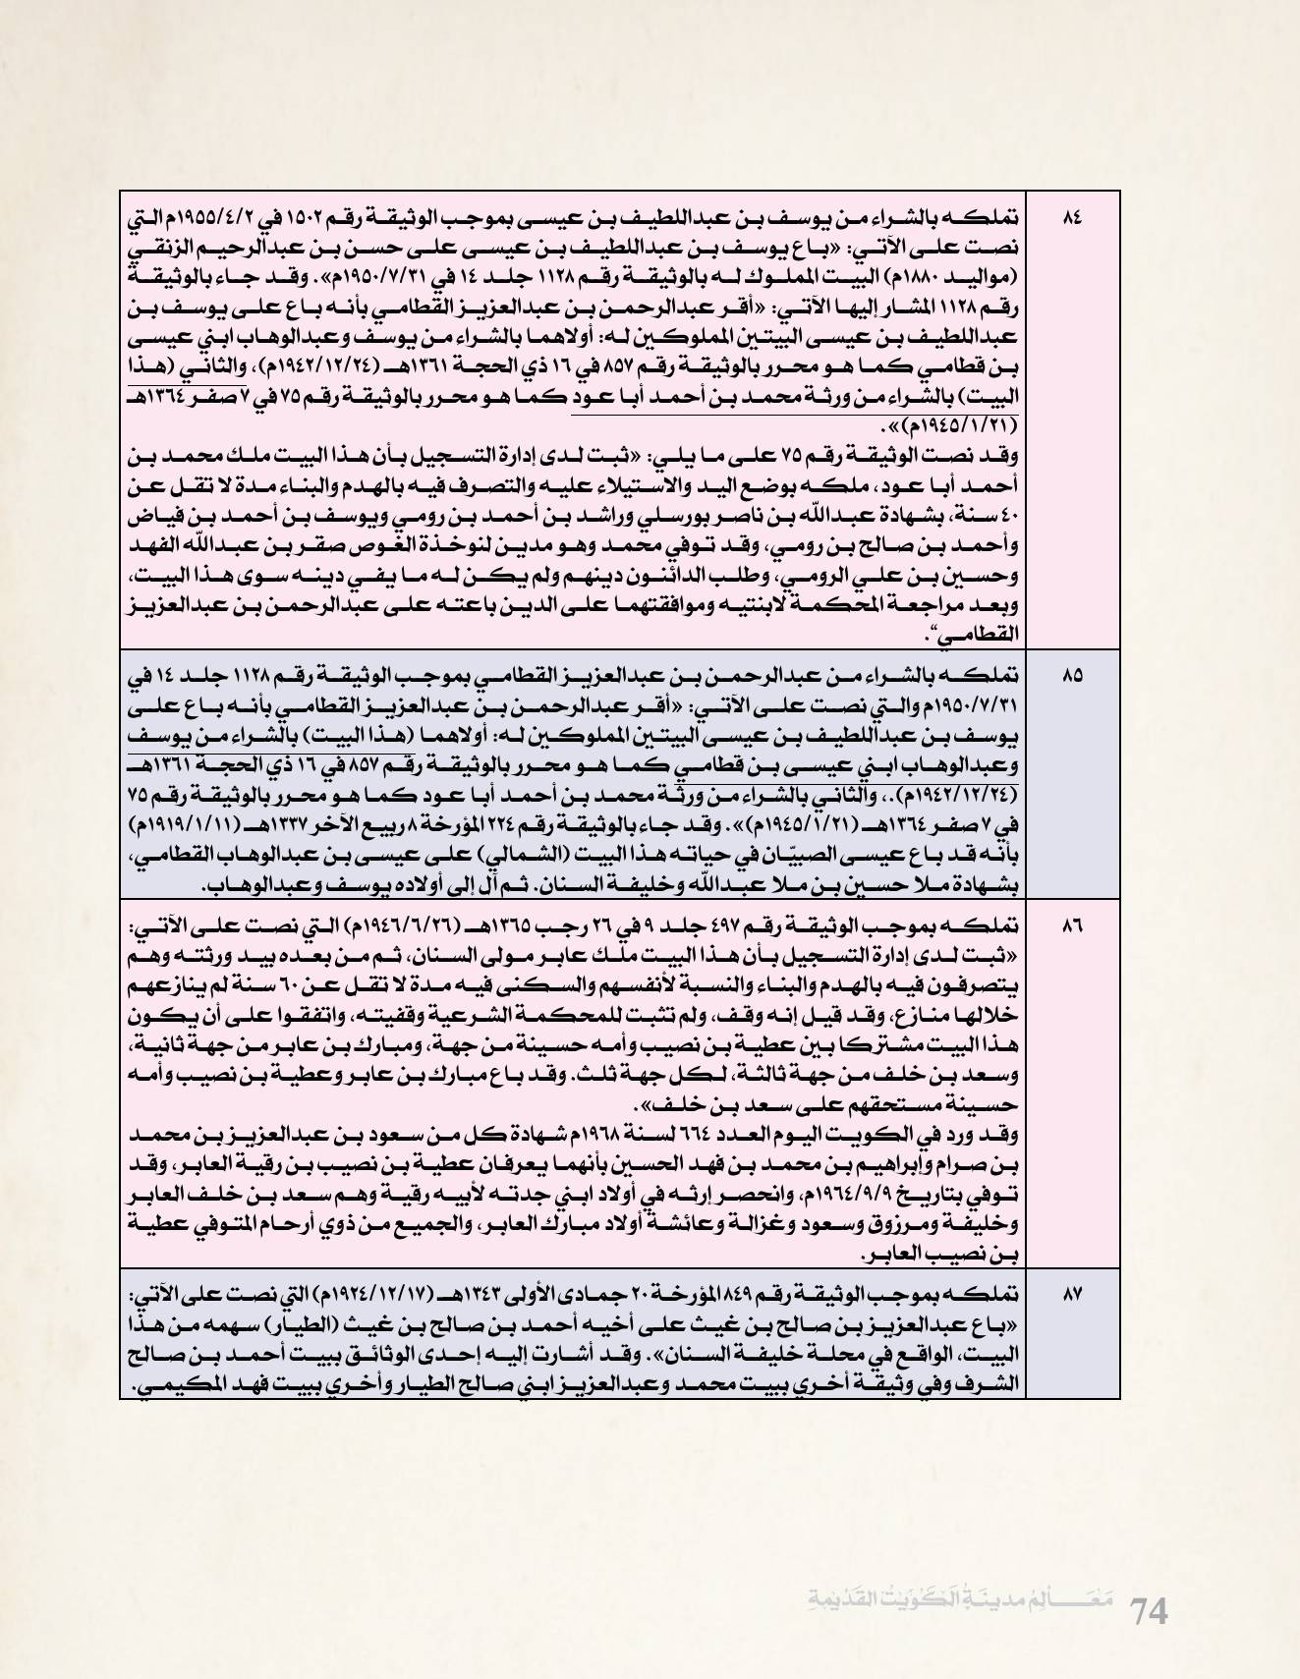 ٨٤
تملكه بالشراء من يوسف بن عبداللطيف بن عيسى بموجب الوثيقة رقم ١٥٠٢ في ١٩٥٥/٤/٢م التي
نصت على الآتي: «باع يوسف بن عبداللطيف بن عيسى على حسن بن عبدالرحيم الزنقي
(مواليد ١٨٨٠م) البيت المملوك له بالوثيقة رقم ١١٢٨ جلد ١٤ في ١٩٥٠/٧/٣١م». وقد جاء بالوثيقة
رقم ١١٢٨ المشار إليها الآتي: «أقر عبدالرحمن بن عبدالعزيز القطامي بأنه باع على يوسف بن
عبداللطيف بن عيسى البيتين المملوكين له: أولاهما بالشراء من يوسف وعبدالوهاب ابني عيسى
بن قطامي كما هو محرر بالوثيقة رقم ٨٥٧ في ١٦ ذي الحجة ١٣٦١هـ (١٩٤٢/١٢/٢٤م)، والثاني (هذا
البيت) بالشراء من ورثة محمد بن أحمد أبا عود كما هو محرر بالوثيقة رقم ٧٥ في ٧ صفر ١٣٦٤هـ
(١٩٤٥/١/٢١م)».
وقد نصت الوثيقة رقم ٧٥ على ما يلي: «ثبت لدى إدارة التسجيل بأن هذا البيت ملك محمد بن
أحمد أبا عود، ملكه بوضع اليد والاستيلاء عليه والتصرف فيه بالهدم والبناء مدة لا تقل عن
٤٠ سنة، بشهادة عبدالله بن ناصر بورسلي وراشد بن أحمد بن رومي ويوسف بن أحمد بن فياض
وأحمد بن صالح بن رومي، وقد توفي محمد وهو مدين لنوخذة الغوص صقر بن عبدالله الفهد
وحسين بن علي الرومي، وطلب الدائنون دينهم ولم يكن له ما يفي دينه سوى هذا البيت،
وبعد مراجعة المحكمة لابنتيه وموافقتهما على الدين باعته على عبدالرحمن بن عبدالعزيز
القطامي“.
٨٥
تملكه بالشراء من عبدالرحمن بن عبدالعزيز القطامي بموجب الوثيقة رقم ١١٢٨ جلد ١٤ في
١٩٥٠/٧/٣١م والتي نصت على الآتي: «أقر عبدالرحمن بن عبدالعزيز القطامي بأنه باع على
يوسف بن عبداللطيف بن عيسى البيتين المملوكين له: أولاهما (هذا البيت) بالشراء من يوسف
وعبدالوهاب ابني عيسى بن قطامي كما هو محرر بالوثيقة رقم ٨٥٧ في ١٦ ذي الحجة ١٣٦١هـ
(١٩٤٢/١٢/٢٤م).، والثاني بالشراء من ورثة محمد بن أحمد أبا عود كما هو محرر بالوثيقة رقم ٧٥
في ٧ صفر ١٣٦٤هـ (١٩٤٥/١/٢١م)». وقد جاء بالوثيقة رقم ٢٢٤ المؤرخة ٨ ربيع الآخر ١٣٣٧هـ (١٩١٩/١/١١م)
بأنه قد باع عيسى الصبيّان في حياته هذا البيت (الشمالي) على عيسى بن عبدالوهاب القطامي،
بشهادة ملا حسين بن ملا عبدالله وخليفة السنان. ثم آل إلى أولاده يوسف وعبدالوهاب.
٨٦
تملكه بموجب الوثيقة رقم ٤٩٧ جلد ٩ في ٢٦ رجب ١٣٦٥هـ (١٩٤٦/٦/٢٦م) التي نصت على الآتي:
«ثبت لدى إدارة التسجيل بأن هذا البيت ملك عابر مولى السنان، ثم من بعده بيد ورثته وهم
يتصرفون فيه بالهدم والبناء والنسبة لأنفسهم والسكنى فيه مدة لا تقل عن ٦٠ سنة لم ينازعهم
خلالها منازع، وقد قيل إنه وقف، ولم تثبت للمحكمة الشرعية وقفيته، واتفقوا على أن يكون
هذا البيت مشتركا بين عطية بن نصيب وأمه حسينة من جهة، ومبارك بن عابر من جهة ثانية،
وسعد بن خلف من جهة ثالثة، لكل جهة ثلث. وقد باع مبارك بن عابر وعطية بن نصيب وأمه
حسينة مستحقهم على سعد بن خلف».
وقد ورد في الكويت اليوم العدد ٦٦٤ لسنة ١٩٦٨م شهادة كل من سعود بن عبدالعزيز بن محمد
بن صرام وإبراهيم بن محمد بن فهد الحسين بأنهما يعرفان عطية بن نصيب بن رقية العابر، وقد
توفي بتاريخ ١٩٦٤/٩/٩م، وانحصر إرثه في أولاد ابني جدته لأبيه رقية وهم سعد بن خلف العابر
وخليفة ومرزوق وسعود وغزالة وعائشة أولاد مبارك العابر، والجميع من ذوي أرحام المتوفي عطية
بن نصيب العابر.
٨٧
تملكه بموجب الوثيقة رقم ٨٤٩ المؤرخة ٢٠ جمادى الأولى ١٣٤٣هـ (١٩٢٤/١٢/١٧م) التي نصت على الآتي:
«باع عبدالعزيز بن صالح بن غيث على أخيه أحمد بن صالح بن غيث (الطيار) سهمه من هذا
البيت، الواقع في محلة خليفة السنان». وقد أشارت إليه إحدى الوثائق ببيت أحمد بن صالح
الشرف وفي وثيقة أخري ببيت محمد وعبدالعزيز ابني صالح الطيار وأخري ببيت فهد المكيمي.
74 مَعَالِمُ مدينَةِ الكُوَيْتْ القَدْيْمِة